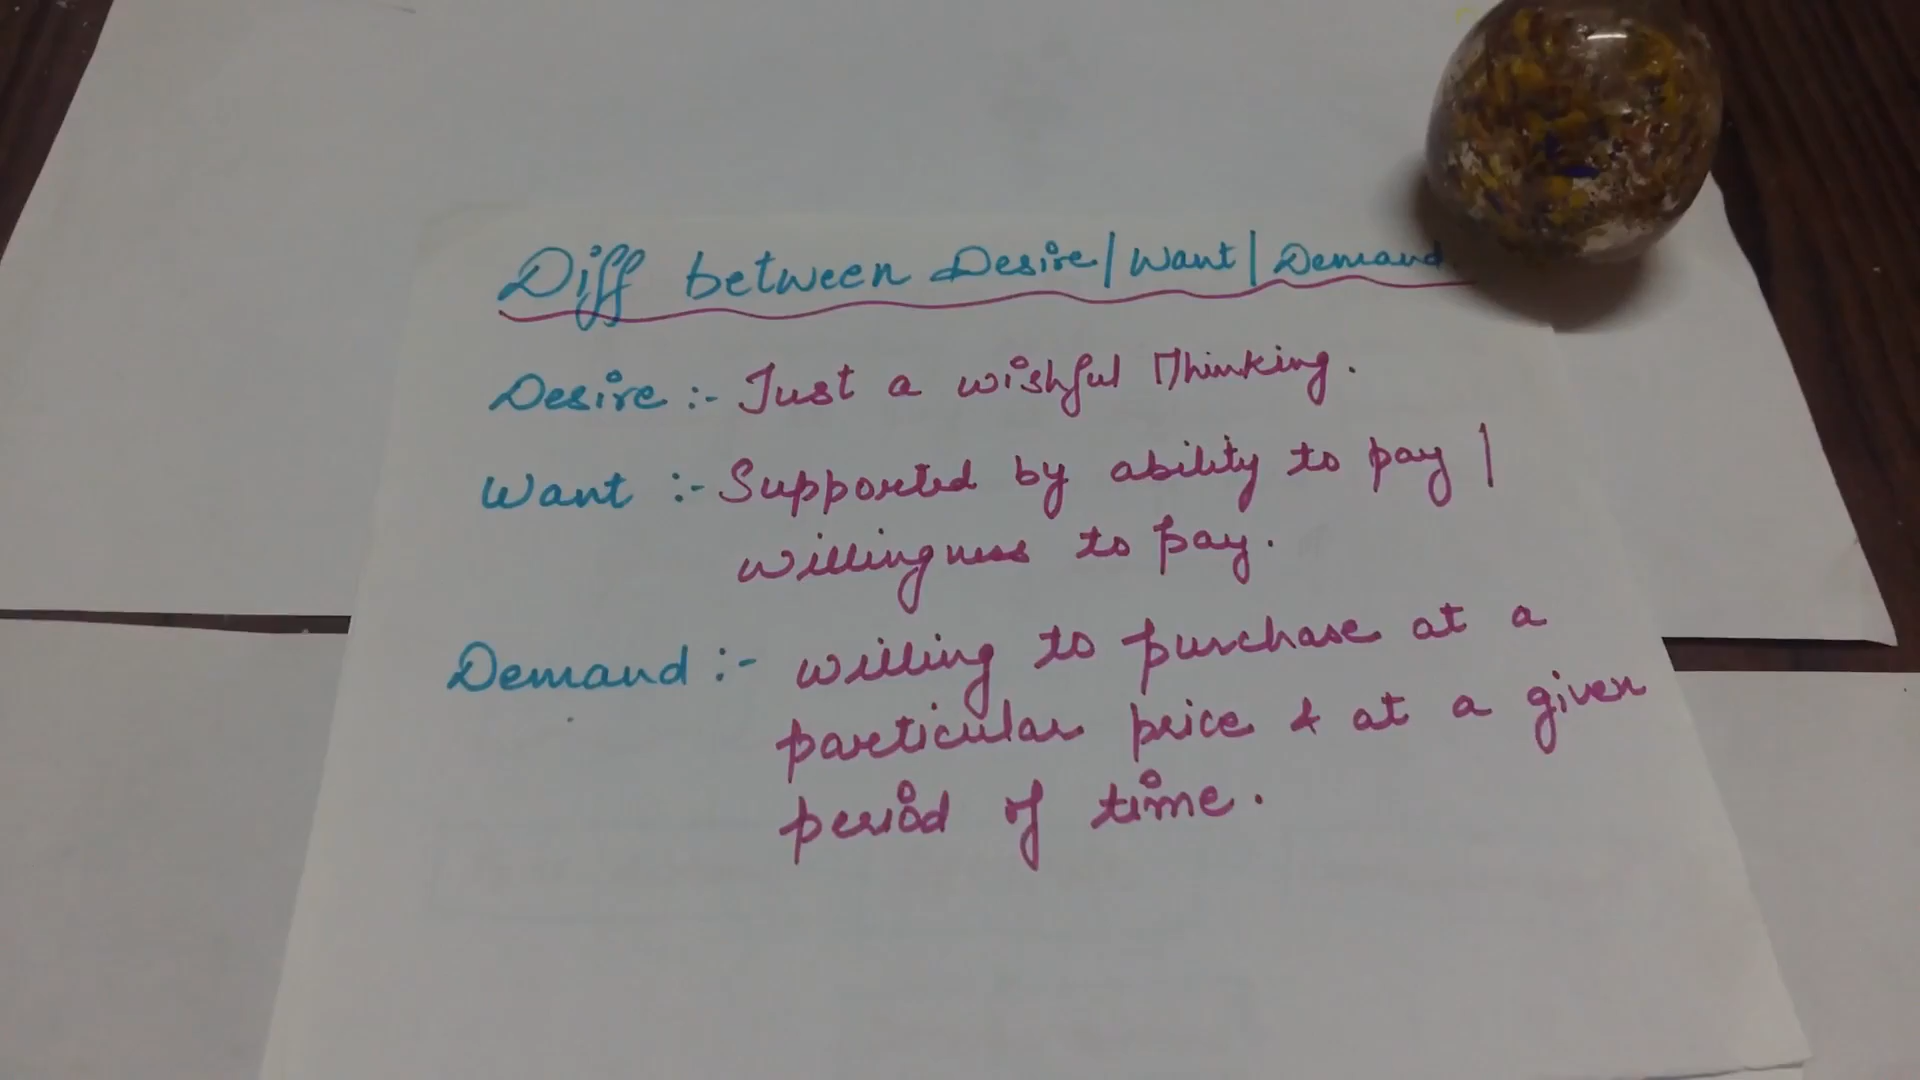 Diff between Desire/Want/Demand
Desire :- Just a wishful Thinking.
Want :- Supported by ability to pay /
willingness to pay.
Demand :- willing to purchase at a
particular price & at a given
period of time.